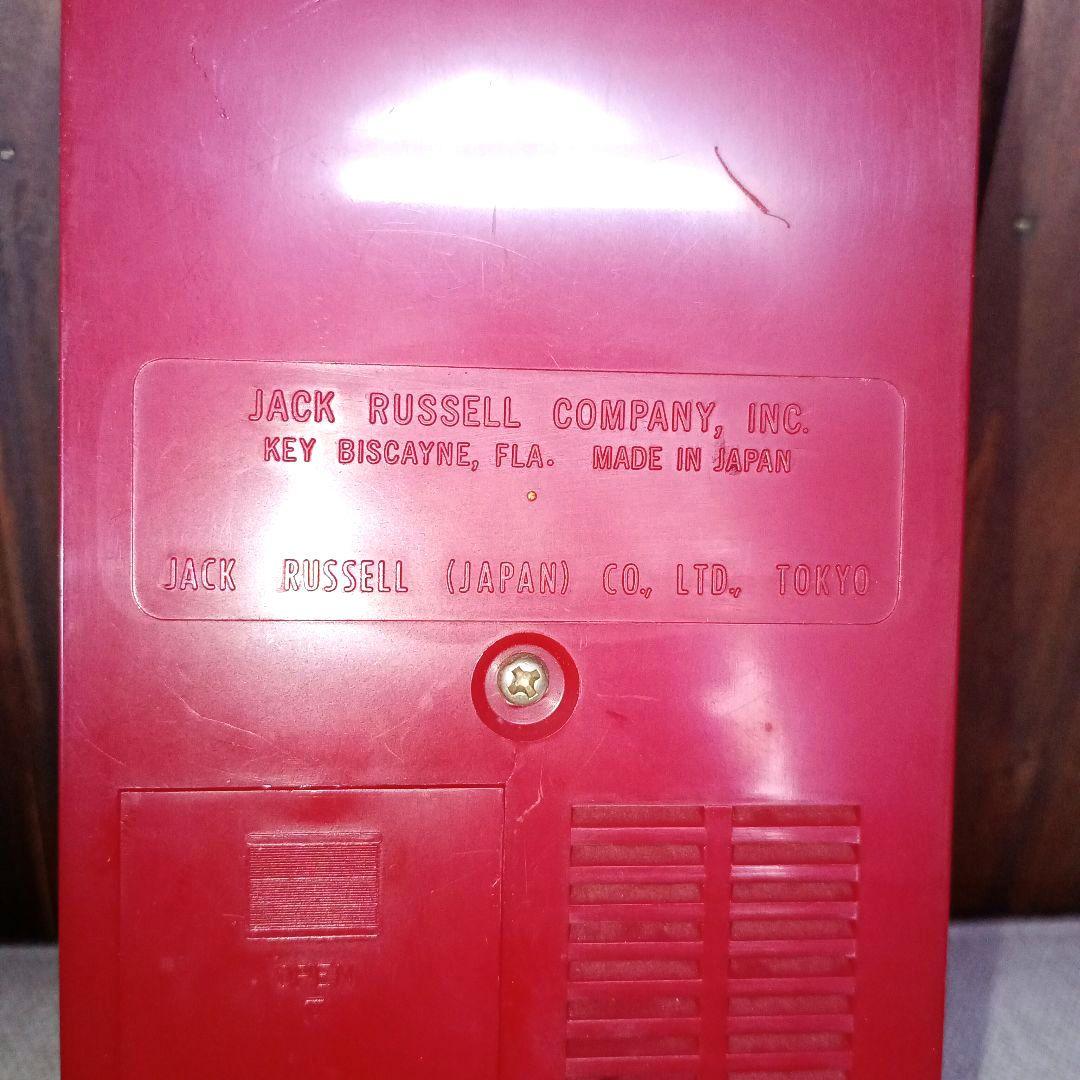 JACK RUSSELL COMPANY, INC.
KEY BISCAYNE, FLA. MADE IN JAPAN
JACK RUSSELL (JAPAN) CO., LTD., TOKYO
OPEN